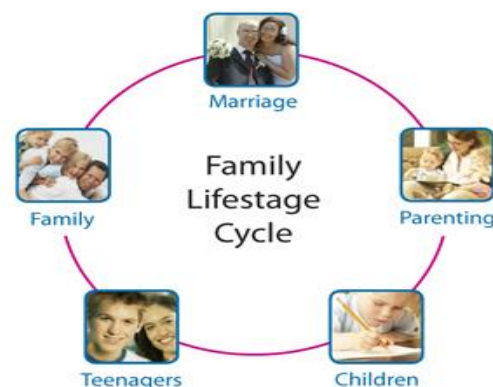 Marriage
Family
Lifestage
Cycle
Family
Parenting
Teenagers
Children